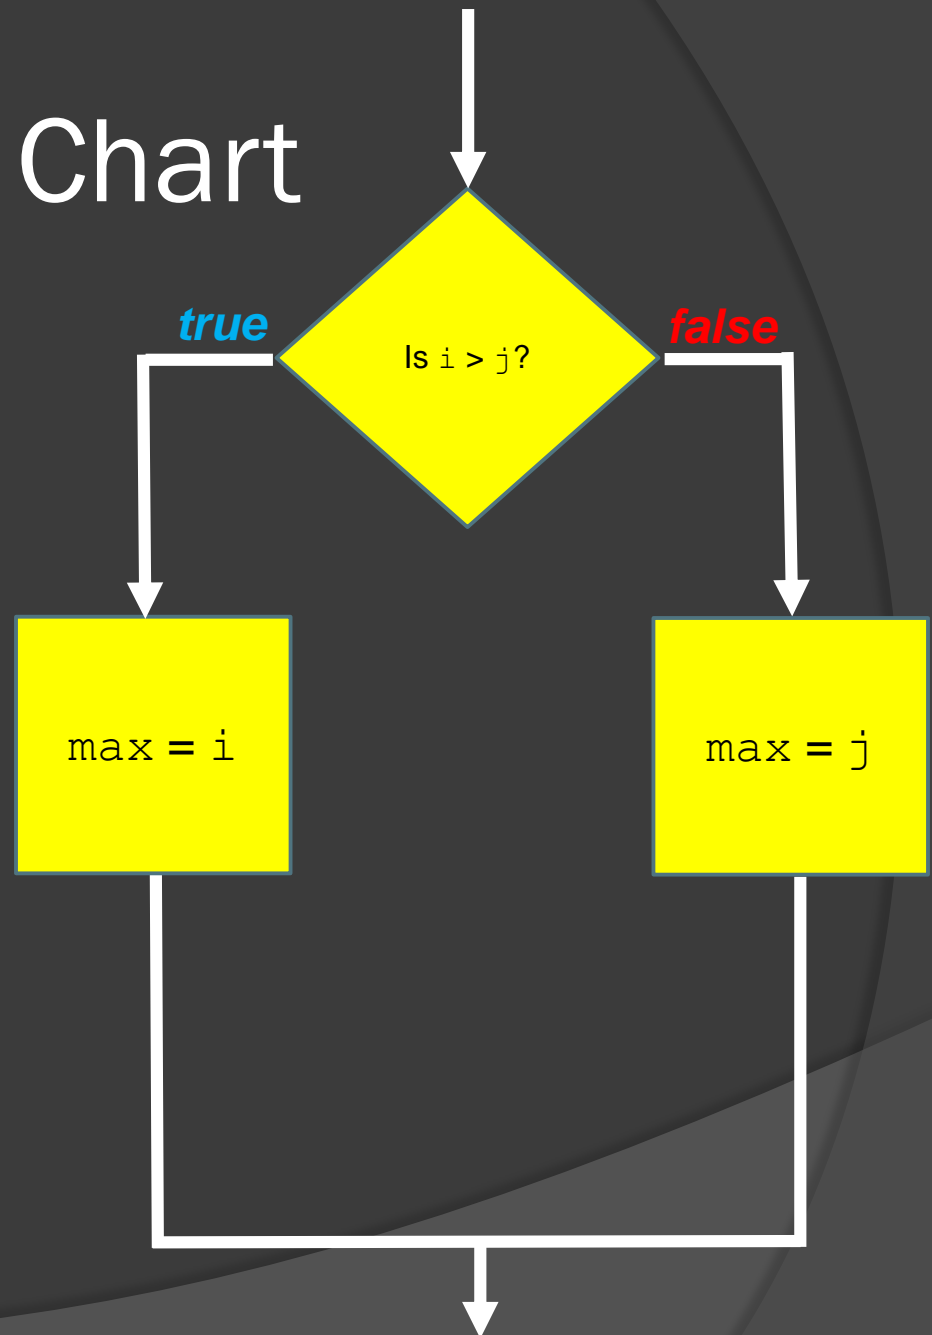 Chart
true
false
Is i > j?
max = i
max = j